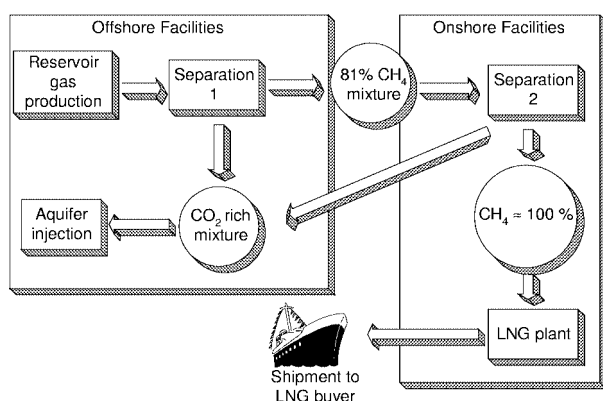 Offshore Facilities
Onshore Facilities
Reservoir
gas
production
Separation
1
81% CH₄
mixture
Separation
2
Aquifer
injection
CO₂ rich
mixture
CH₄ ≈ 100 %
LNG plant
Shipment to
LNG buyer